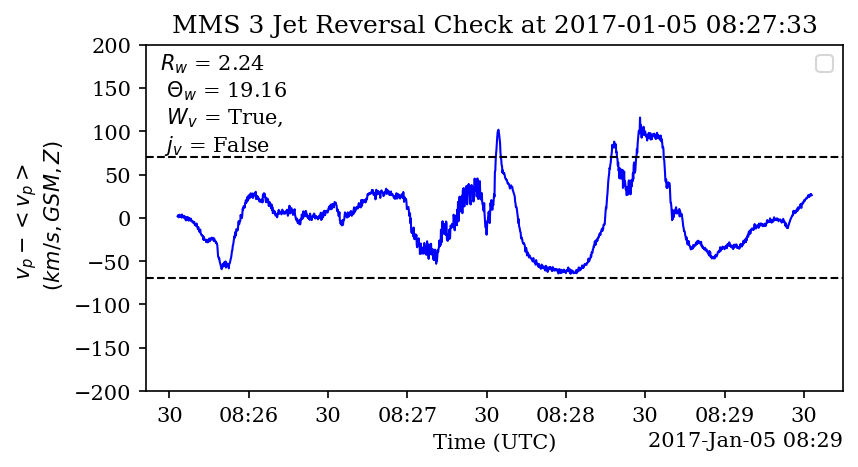 MMS 3 Jet Reversal Check at 2017-01-05 08:27:33
R_w = 2.24
Θ_w = 19.16
W_v = True,
j_v = False
v_p − < v_p >
(km/s, GSM, Z)
200
150
100
50
0
−50
−100
−150
−200
30 08:26 30 08:27 30 08:28 30 08:29 30
Time (UTC)
2017-Jan-05 08:29